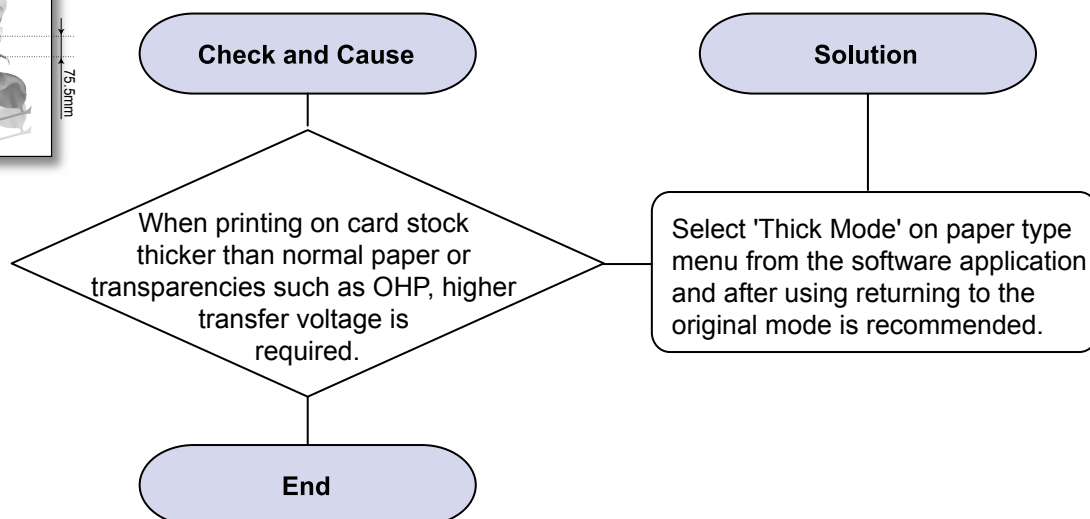 75.5mm
Check and Cause
Solution
When printing on card stock
thicker than normal paper or
transparencies such as OHP, higher
transfer voltage is
required.
Select 'Thick Mode' on paper type
menu from the software application
and after using returning to the
original mode is recommended.
End